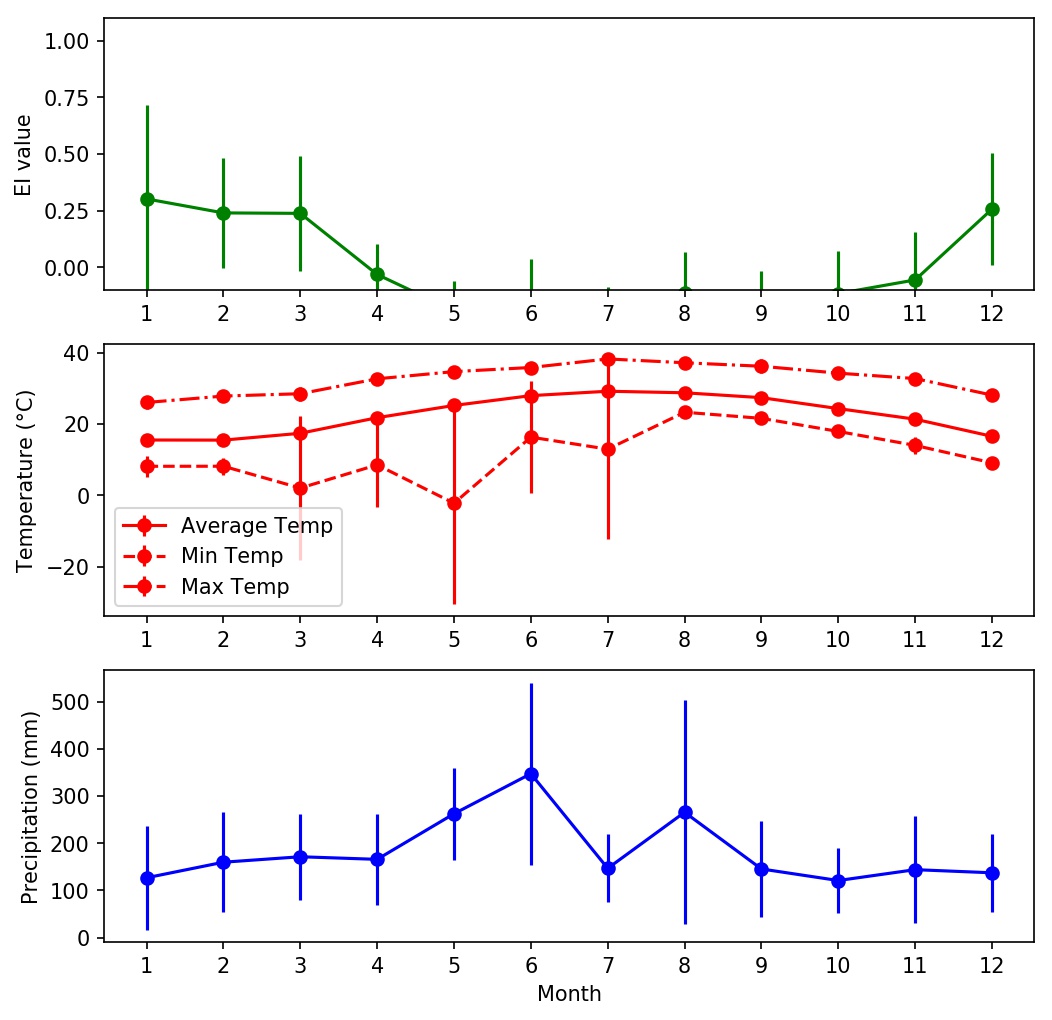 EI value
1.00
0.75
0.50
0.25
0.00
1 2 3 4 5 6 7 8 9 10 11 12
Temperature (°C)
40
20
0
−20
Average Temp
Min Temp
Max Temp
1 2 3 4 5 6 7 8 9 10 11 12
Precipitation (mm)
500
400
300
200
100
0
1 2 3 4 5 6 7 8 9 10 11 12
Month